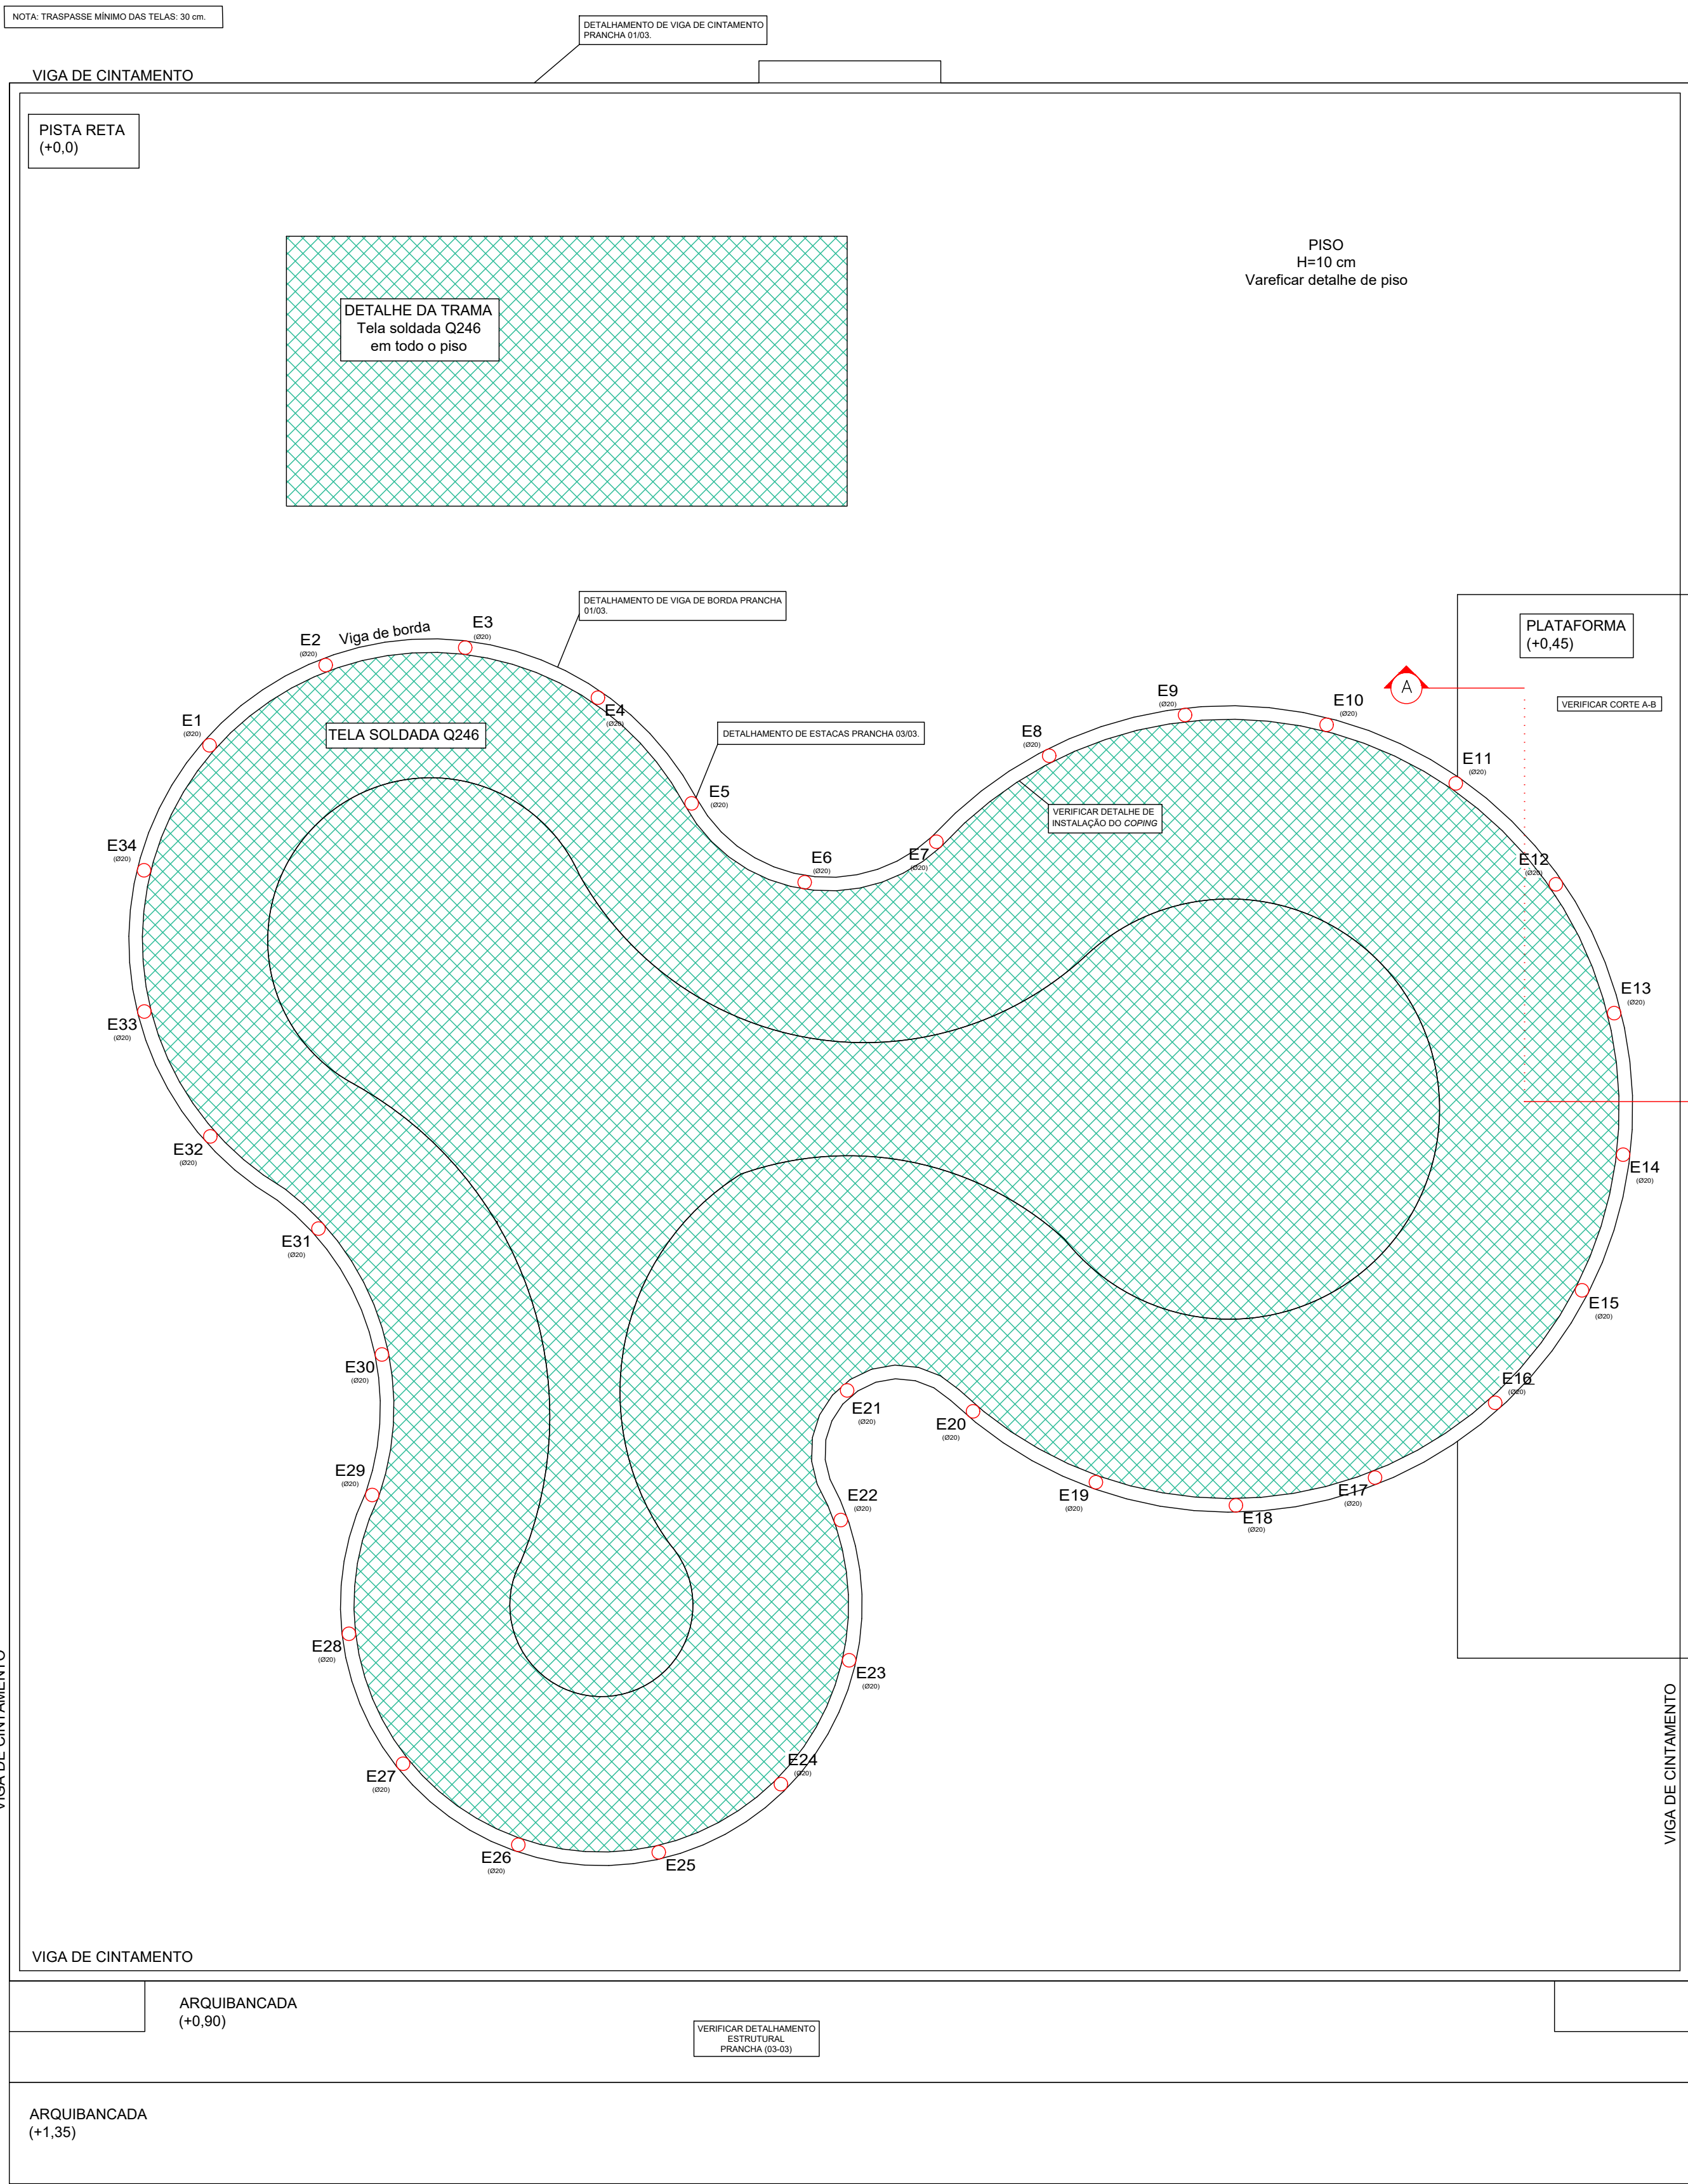 NOTA: TRASPASSE MÍNIMO DAS TELAS: 30 cm.
DETALHAMENTO DE VIGA DE CINTAMENTO
PRANCHA 01/03.
VIGA DE CINTAMENTO
PISTA RETA
(+0,0)
PISO
H=10 cm
Vareficar detalhe de piso
DETALHE DA TRAMA
Tela soldada Q246
em todo o piso
DETALHAMENTO DE VIGA DE BORDA PRANCHA
01/03.
PLATAFORMA
(+0,45)
E3
(Ø20)
Viga de borda
E2
(Ø20)
A
VERIFICAR CORTE A-B
E4
(Ø20)
E9
(Ø20)
E10
(Ø20)
E1
(Ø20)
TELA SOLDADA Q246
DETALHAMENTO DE ESTACAS PRANCHA 03/03.
E8
(Ø20)
E11
(Ø20)
E5
(Ø20)
VERIFICAR DETALHE DE
INSTALAÇÃO DO COPING
E34
(Ø20)
E6
(Ø20)
E7
(Ø20)
E12
(Ø20)
E13
(Ø20)
E33
(Ø20)
E32
(Ø20)
E14
(Ø20)
E31
(Ø20)
E15
(Ø20)
E30
(Ø20)
E16
(Ø20)
E21
(Ø20)
E20
(Ø20)
E29
(Ø20)
E22
(Ø20)
E19
(Ø20)
E17
(Ø20)
E18
(Ø20)
E28
(Ø20)
E23
(Ø20)
VIGA DE CINTAMENTO
VIGA DE CINTAMENTO
E24
(Ø20)
E27
(Ø20)
E26
(Ø20)
E25
VIGA DE CINTAMENTO
ARQUIBANCADA
(+0,90)
VERIFICAR DETALHAMENTO
ESTRUTURAL
PRANCHA (03-03)
ARQUIBANCADA
(+1,35)